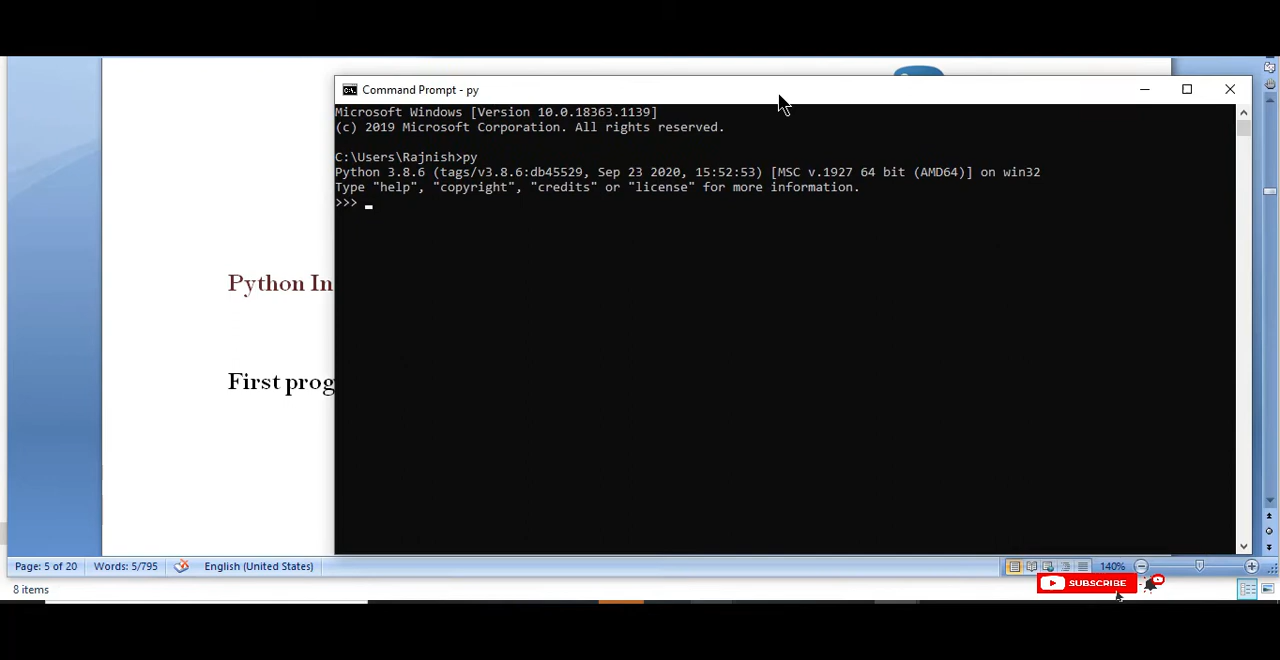 Command Prompt - py
Microsoft Windows [Version 10.0.18363.1139]
(c) 2019 Microsoft Corporation. All rights reserved.
C:\Users\Rajnish>py
Python 3.8.6 (tags/v3.8.6:db45529, Sep 23 2020, 15:52:53) [MSC v.1927 64 bit (AMD64)] on win32
Type "help", "copyright", "credits" or "license" for more information.
>>> _
Python In
First prog
Page: 5 of 20 Words: 5/795 English (United States) 140%
SUBSCRIBE
8 items